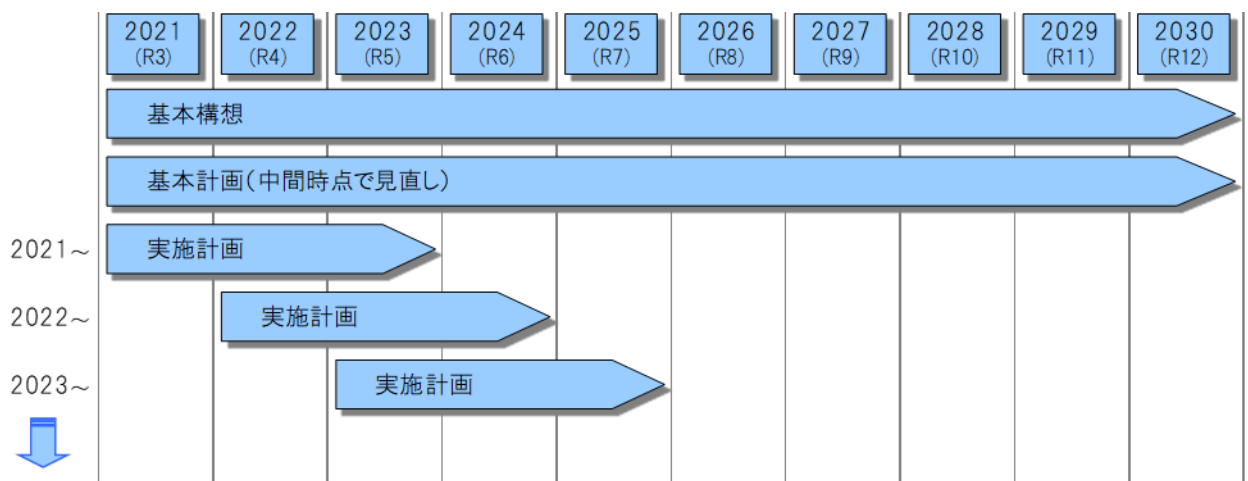 2021 2022 2023 2024 2025 2026 2027 2028 2029 2030
(R3) (R4) (R5) (R6) (R7) (R8) (R9) (R10) (R11) (R12)
基本構想
基本計画(中間時点で見直し)
2021~ 実施計画
2022~ 実施計画
2023~ 実施計画